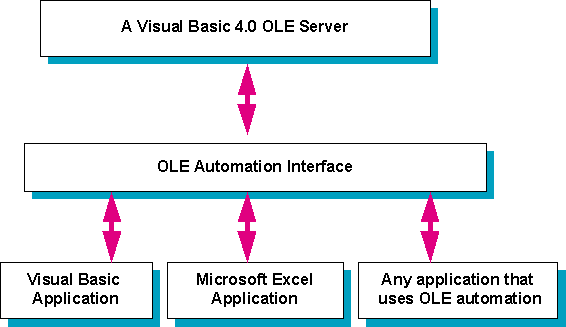 A Visual Basic 4.0 OLE Server
OLE Automation Interface
Visual Basic
Application
Microsoft Excel
Application
Any application that
uses OLE automation